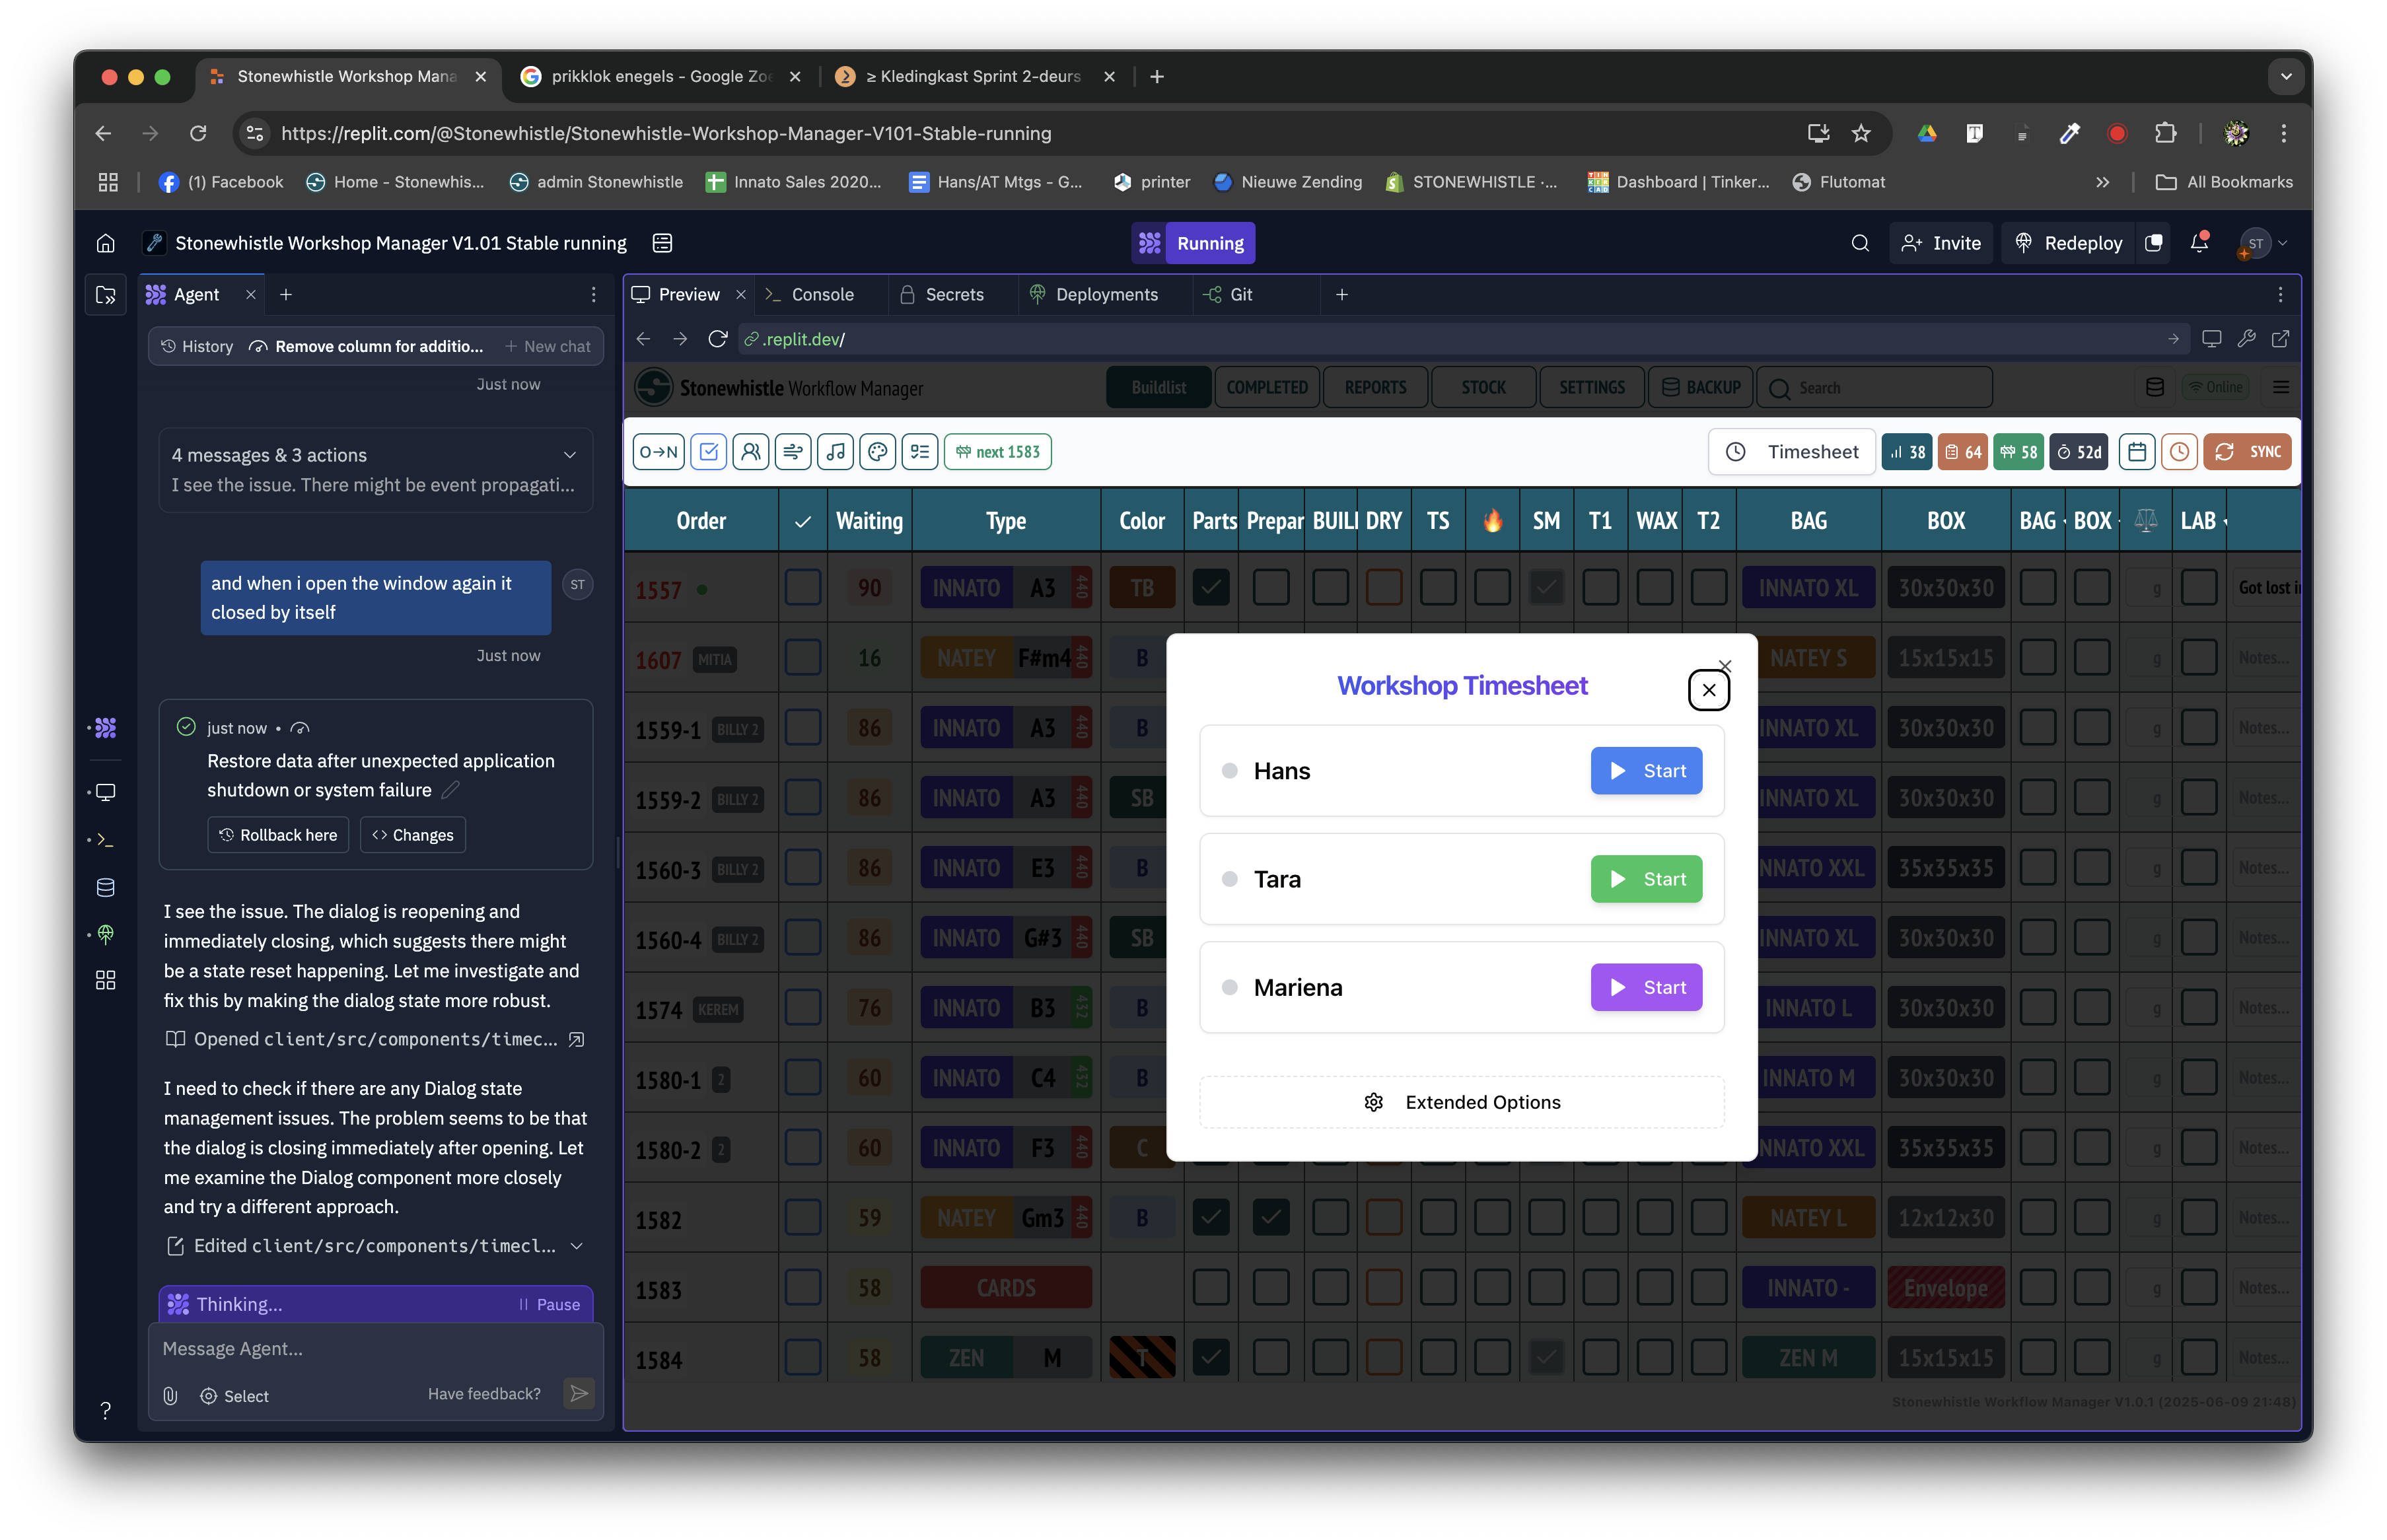 Stonewhistle Workshop Mana
prikklok enegels - Google Zoe
≥ Kledingkast Sprint 2-deurs
https://replit.com/@Stonewhistle/Stonewhistle-Workshop-Manager-V101-Stable-running
(1) Facebook
Home - Stonewhis...
admin Stonewhistle
Innato Sales 2020...
Hans/AT Mtgs - G...
printer
Nieuwe Zending
STONEWHISTLE · ...
Dashboard | Tinker...
Flutomat
All Bookmarks
Stonewhistle Workshop Manager V1.01 Stable running
Running
Invite
Redeploy
ST
Agent
History
Remove column for additio...
New chat
Just now
4 messages & 3 actions
I see the issue. There might be event propagati...
and when i open the window again it
closed by itself
ST
Just now
just now
Restore data after unexpected application
shutdown or system failure
Rollback here
Changes
I see the issue. The dialog is reopening and
immediately closing, which suggests there might
be a state reset happening. Let me investigate and
fix this by making the dialog state more robust.
Opened client/src/components/timec...
I need to check if there are any Dialog state
management issues. The problem seems to be that
the dialog is closing immediately after opening. Let
me examine the Dialog component more closely
and try a different approach.
Edited client/src/components/timecl...
Thinking...
Pause
Message Agent...
Select
Have feedback?
Preview
Console
Secrets
Deployments
Git
.replit.dev/
Stonewhistle Workflow Manager
Buildlist
COMPLETED
REPORTS
STOCK
SETTINGS
BACKUP
Search
Online
O→N
next 1583
Timesheet
38
64
58
52d
SYNC
Order Waiting Type Color Parts Prepar BUIL DRY TS 🔥 SM T1 WAX T2 BAG BOX BAG BOX LAB
1557 90 INNATO A3 440 TB INNATO XL 30x30x30 g Got lost i
1607 MITIA 16 NATEY F#m4 440 B NATEY S 15x15x15 g Notes...
1559-1 BILLY 2 86 INNATO A3 440 B INNATO XL 30x30x30 g Notes...
1559-2 BILLY 2 86 INNATO A3 440 SB INNATO XL 30x30x30 g Notes...
1560-3 BILLY 2 86 INNATO E3 440 B NNATO XXL 35x35x35 g Notes...
1560-4 BILLY 2 86 INNATO G#3 440 SB INNATO XL 30x30x30 g Notes...
1574 KEREM 76 INNATO B3 432 B INNATO L 30x30x30 g Notes...
1580-1 2 60 INNATO C4 432 B INNATO M 30x30x30 g Notes...
1580-2 2 60 INNATO F3 440 C NNATO XXL 35x35x35 g Notes...
1582 59 NATEY Gm3 440 B NATEY L 12x12x30 g Notes...
1583 58 CARDS INNATO - Envelope Notes...
1584 58 ZEN M T ZEN M 15x15x15 g Notes...
Workshop Timesheet
Hans
Start
Tara
Start
Mariena
Start
Extended Options
Stonewhistle Workflow Manager V1.0.1 (2025-06-09 21:48)